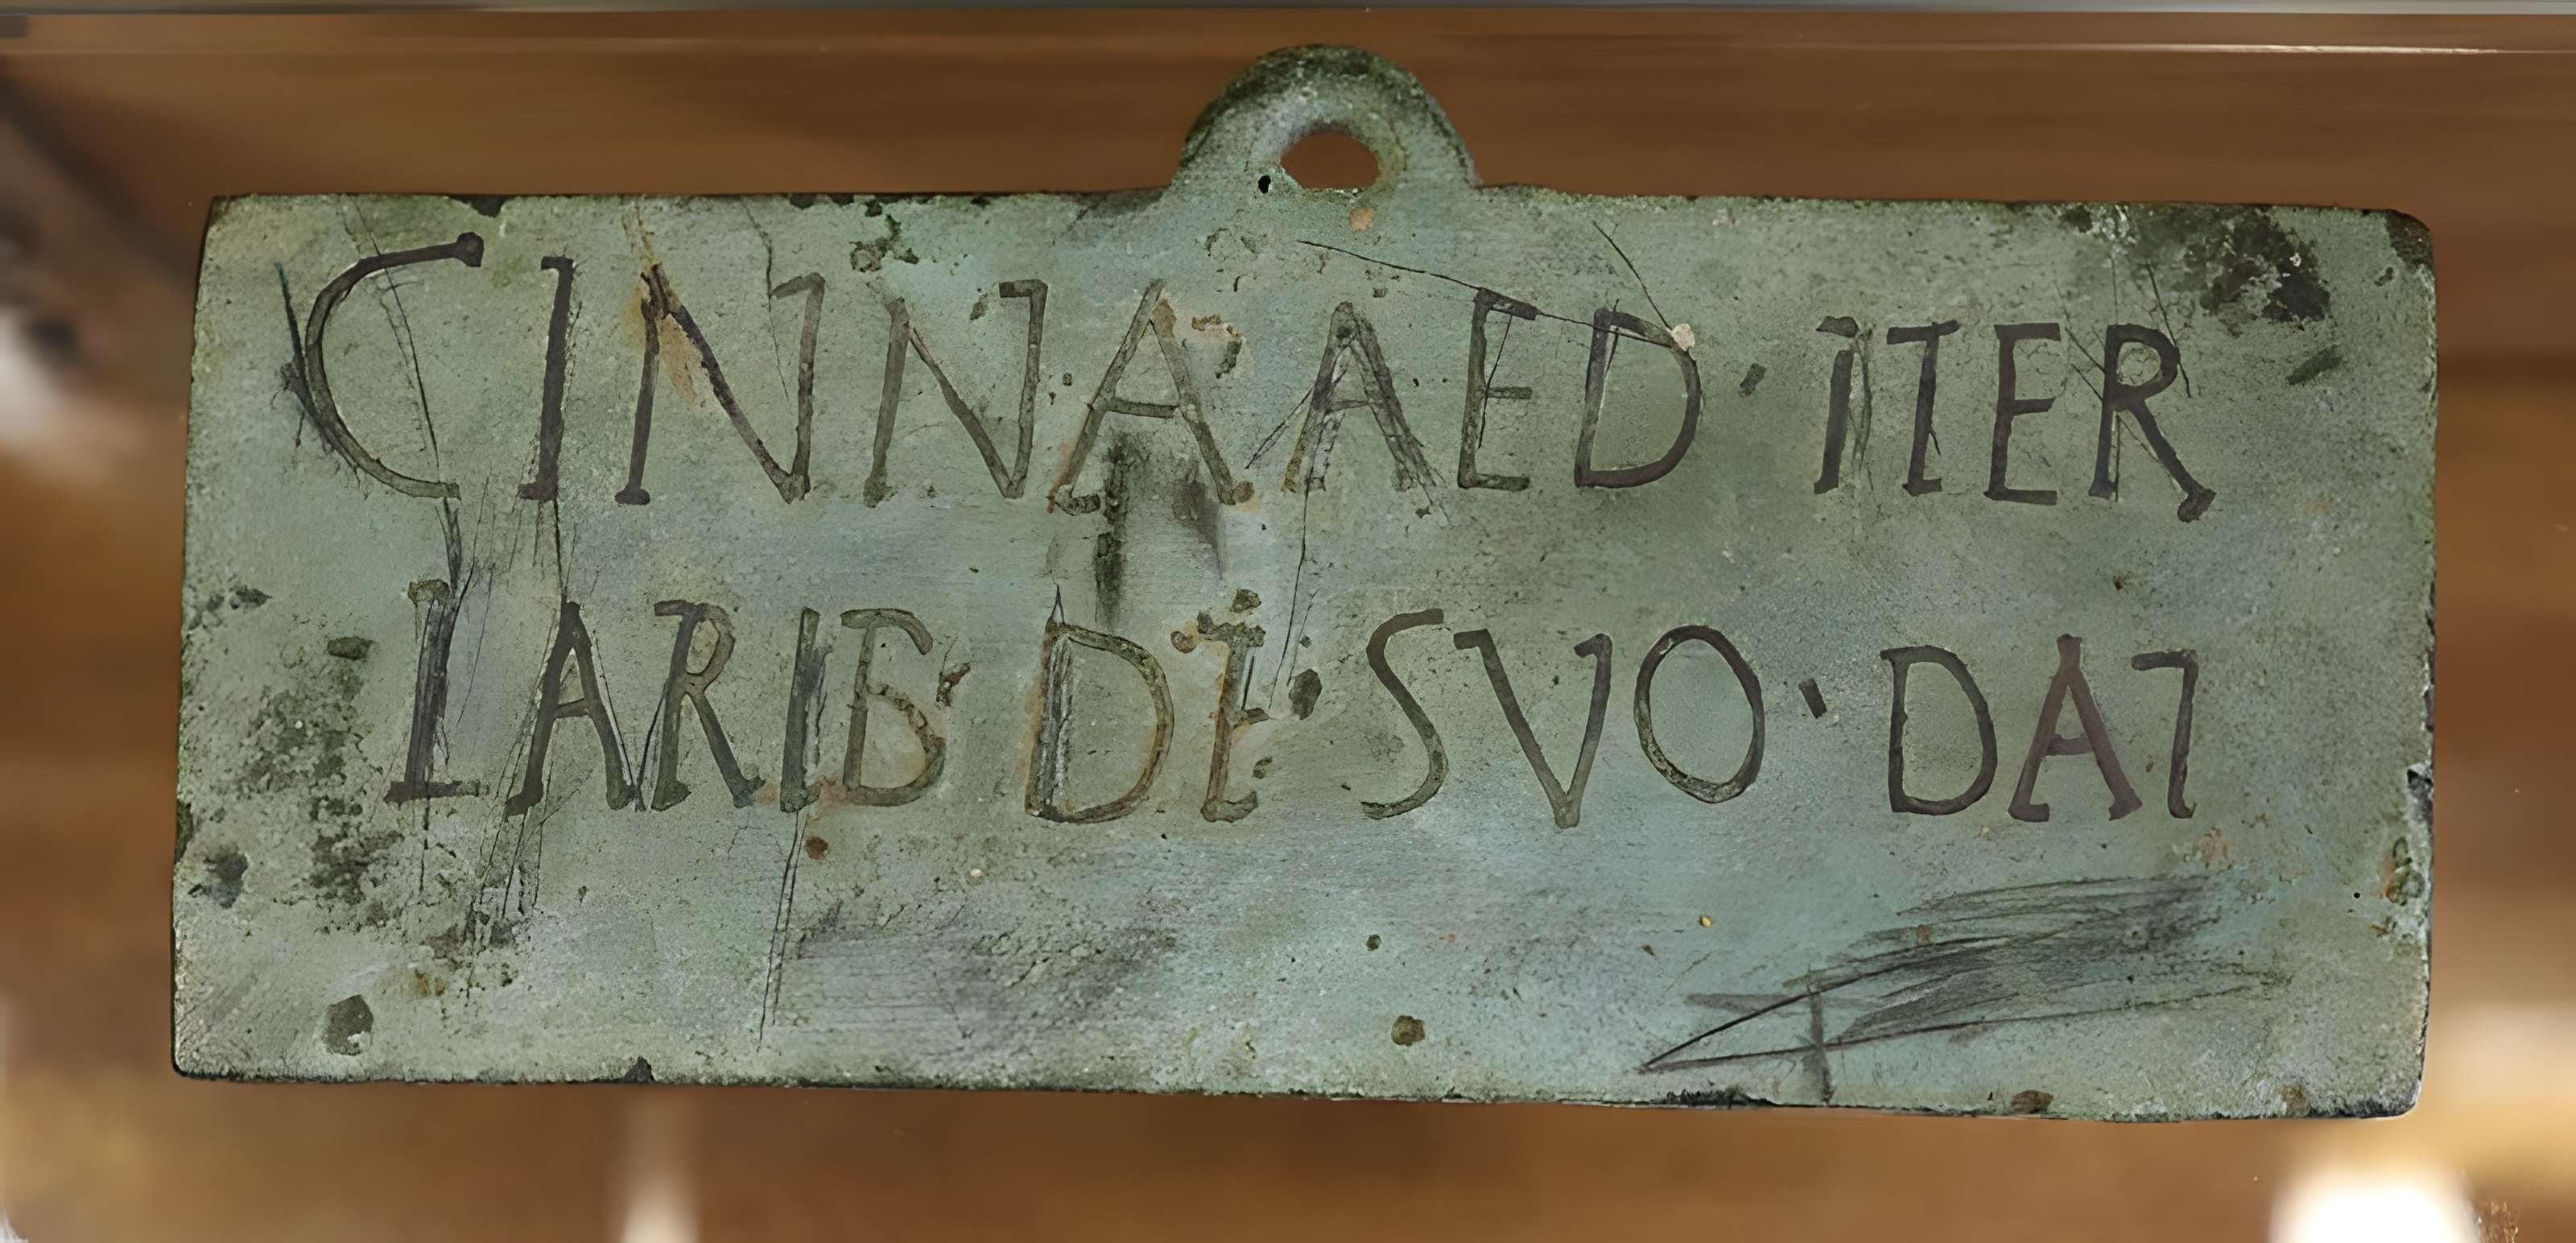 CINNA AED · ITER
LARIB DE · SVO · DAT